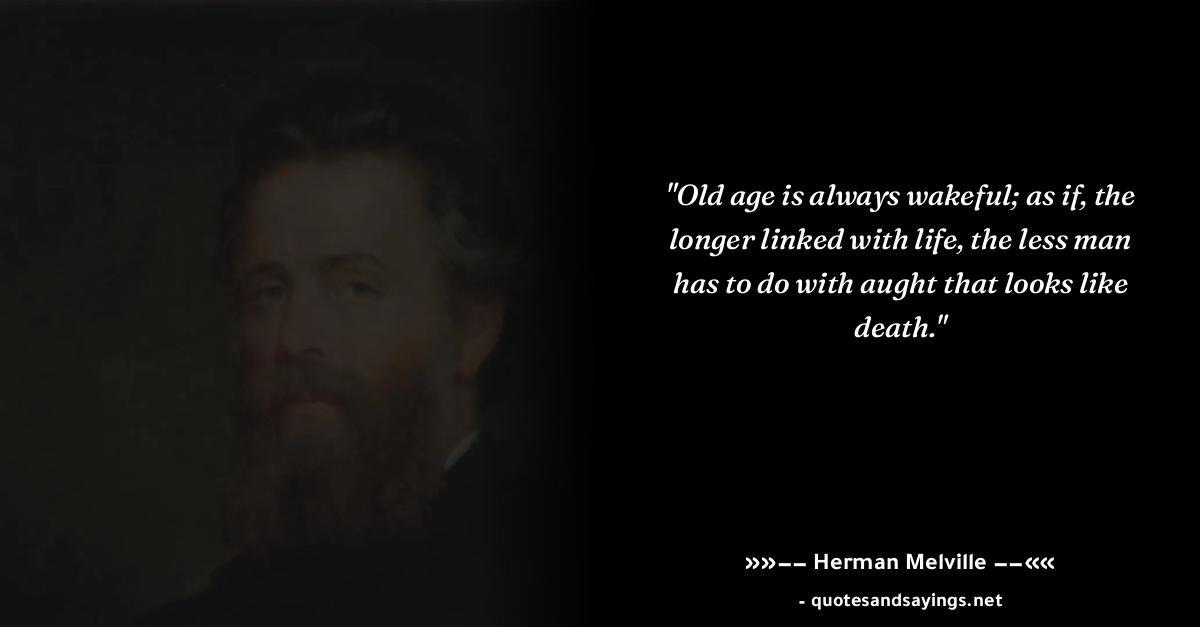 "Old age is always wakeful; as if, the
longer linked with life, the less man
has to do with aught that looks like
death."
»»–– Herman Melville ––««
- quotesandsayings.net